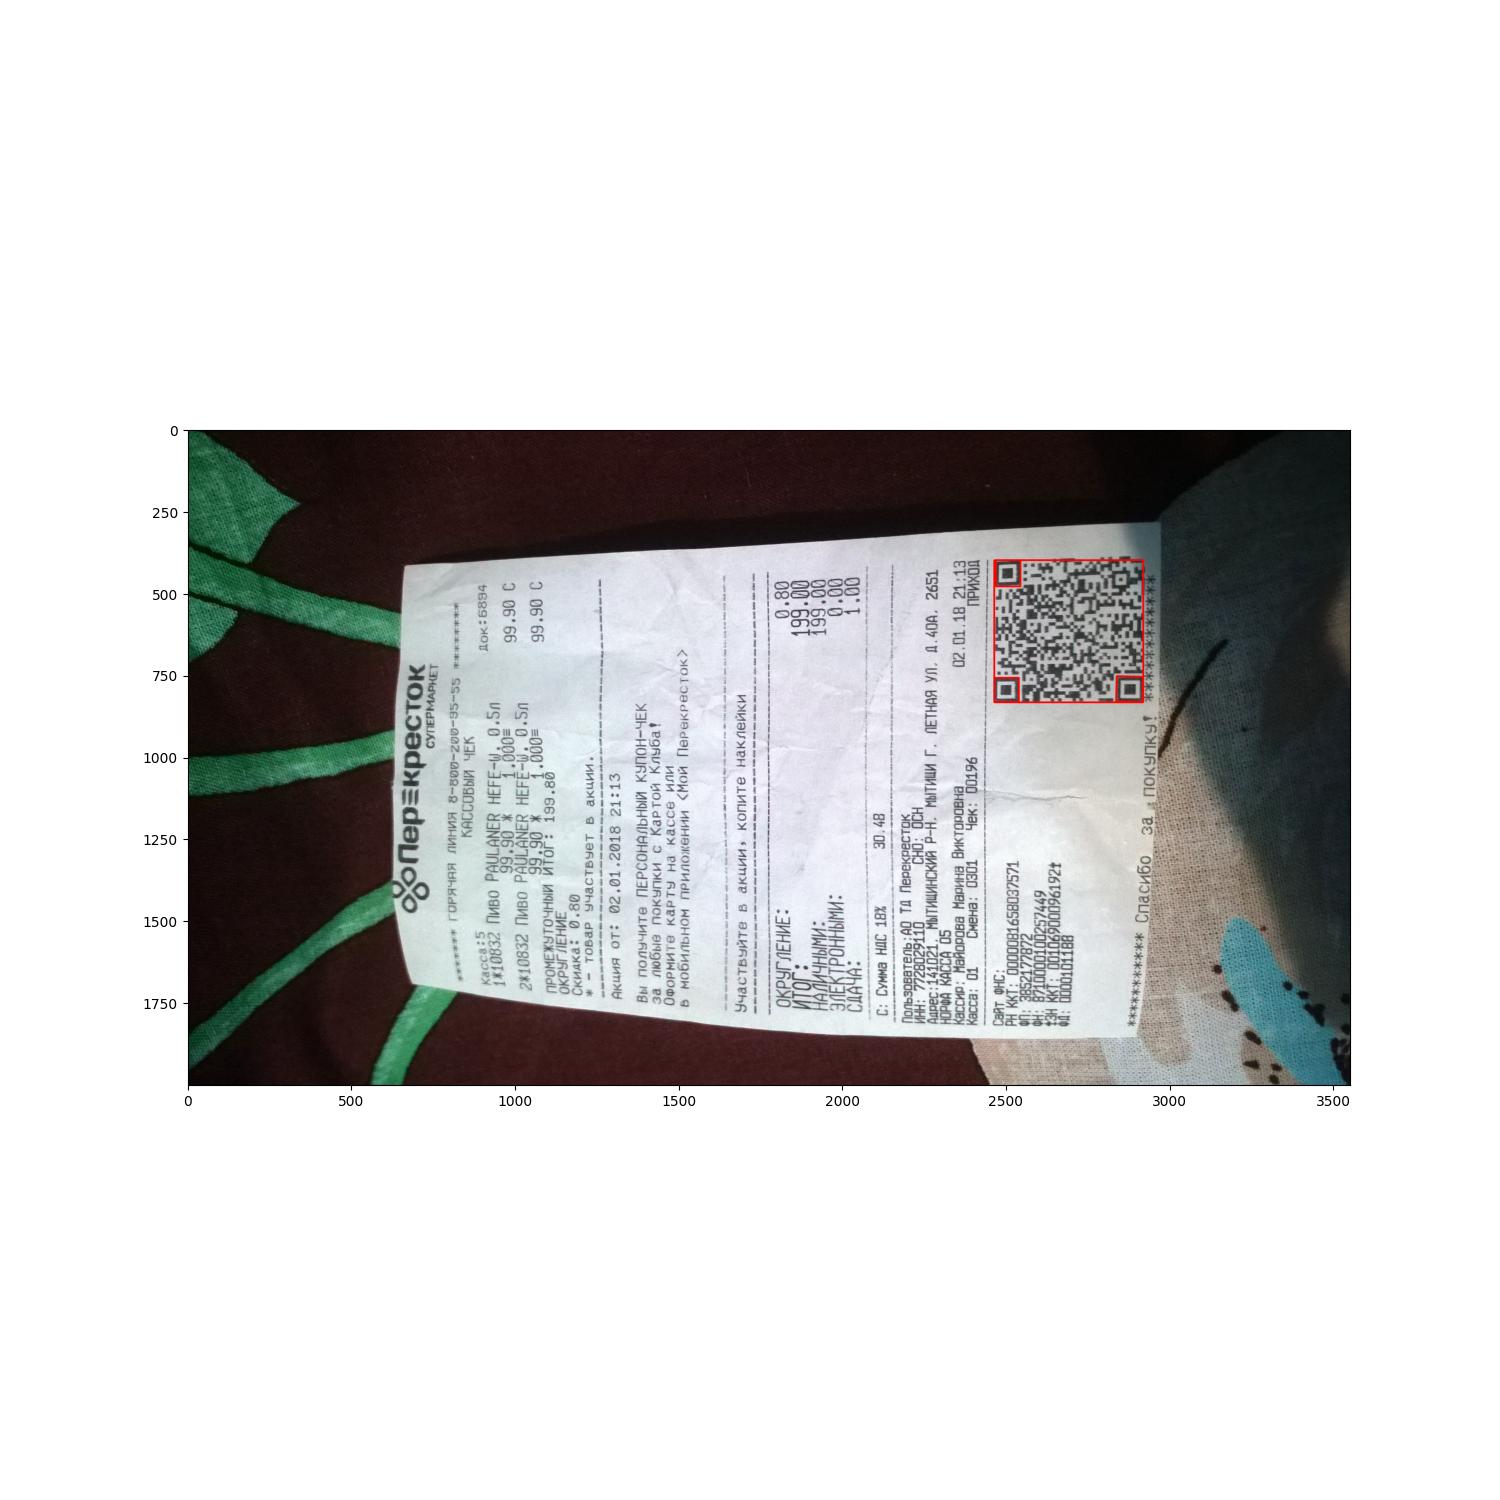 ПерΞкресток
СУПЕРМАРКЕТ
******* ГОРЯЧАЯ ЛИНИЯ 8-800-200-95-55 *******
КАССОВЫЙ ЧЕК
Касса:5 док:6894
1*10832 Пиво PAULANER HEFE-W. 0.5л
99.90 * 1.000= 99.90 С
2*10832 Пиво PAULANER HEFE-W. 0.5л
99.90 * 1.000= 99.90 С
ПРОМЕЖУТОЧНЫЙ ИТОГ: 199.80
ОКРУГЛЕНИЕ
Скидка: 0.80
* - товар участвует в акции.
Акция от: 02.01.2018 21:13
Вы получите ПЕРСОНАЛЬНЫЙ КУПОН-ЧЕК
за любые покупки с Картой Клуба!
Оформите карту на кассе или
в мобильном приложении <Мой Перекресток>
Участвуйте в акции, копите наклейки
ОКРУГЛЕНИЕ: 0.80
ИТОГ: 199.00
НАЛИЧНЫМИ: 199.00
ЭЛЕКТРОННЫМИ: 0.00
СДАЧА: 1.00
С: Сумма НДС 18% 30.48
Пользователь:АО ТД Перекресток
ИНН: 7728029110 СНО: ОСН
Адрес:141021, МЫТИЩИНСКИЙ Р-Н. МЫТИЩИ Г. ЛЕТНАЯ УЛ. Д.40А. 2651
НОРФА КАССА 05
Кассир: Майорова Марина Викторовна 02.01.18 21:13
Касса: 01 Смена: 0301 Чек: 00196 ПРИХОД
Сайт ФНС:
РН ККТ: 0000816580037571
ФП: 3852177872
ФН: 8710000100257449
ЗН ККТ: 00106900096192
ФД: 0000101188
*********** Спасибо за покупку! ***********
0
250
500
750
1000
1250
1500
1750
0 500 1000 1500 2000 2500 3000 3500